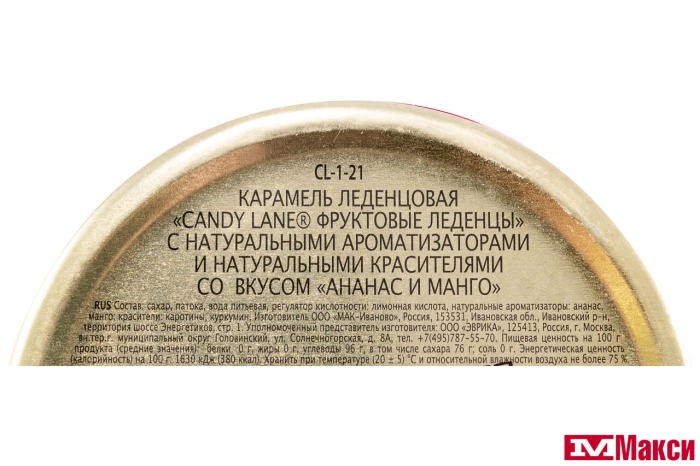 CL-1-21
КАРАМЕЛЬ ЛЕДЕНЦОВАЯ
«CANDY LANE® ФРУКТОВЫЕ ЛЕДЕНЦЫ»
С НАТУРАЛЬНЫМИ АРОМАТИЗАТОРАМИ
И НАТУРАЛЬНЫМИ КРАСИТЕЛЯМИ
СО ВКУСОМ «АНАНАС И МАНГО»
RUS Состав: сахар, патока, вода питьевая, регулятор кислотности: лимонная кислота, натуральные ароматизаторы: ананас,
манго; красители: каротины, куркумин; Изготовитель ООО «МАК-Иваново», Россия, 153531, Ивановская обл., Ивановский р-н,
территория шоссе Энергетиков, стр. 1. Уполномоченный представитель изготовителя: ООО «ЭВРИКА», 125413, Россия, г. Москва,
вн.тер.г. муниципальный округ Головинский, ул. Солнечногорская, д. 8А, тел. +7(495)787-55-70. Пищевая ценность на 100 г
продукта (средние значения): белки 0 г, жиры 0 г, углеводы 96 г, в том числе сахара 76 г; соль 0 г. Энергетическая ценность
(калорийность) на 100 г. 1630 кДж (380 ккал). Хранить при температуре (20 ± 5) °С и относительной влажности воздуха не более 75 %.
Макси